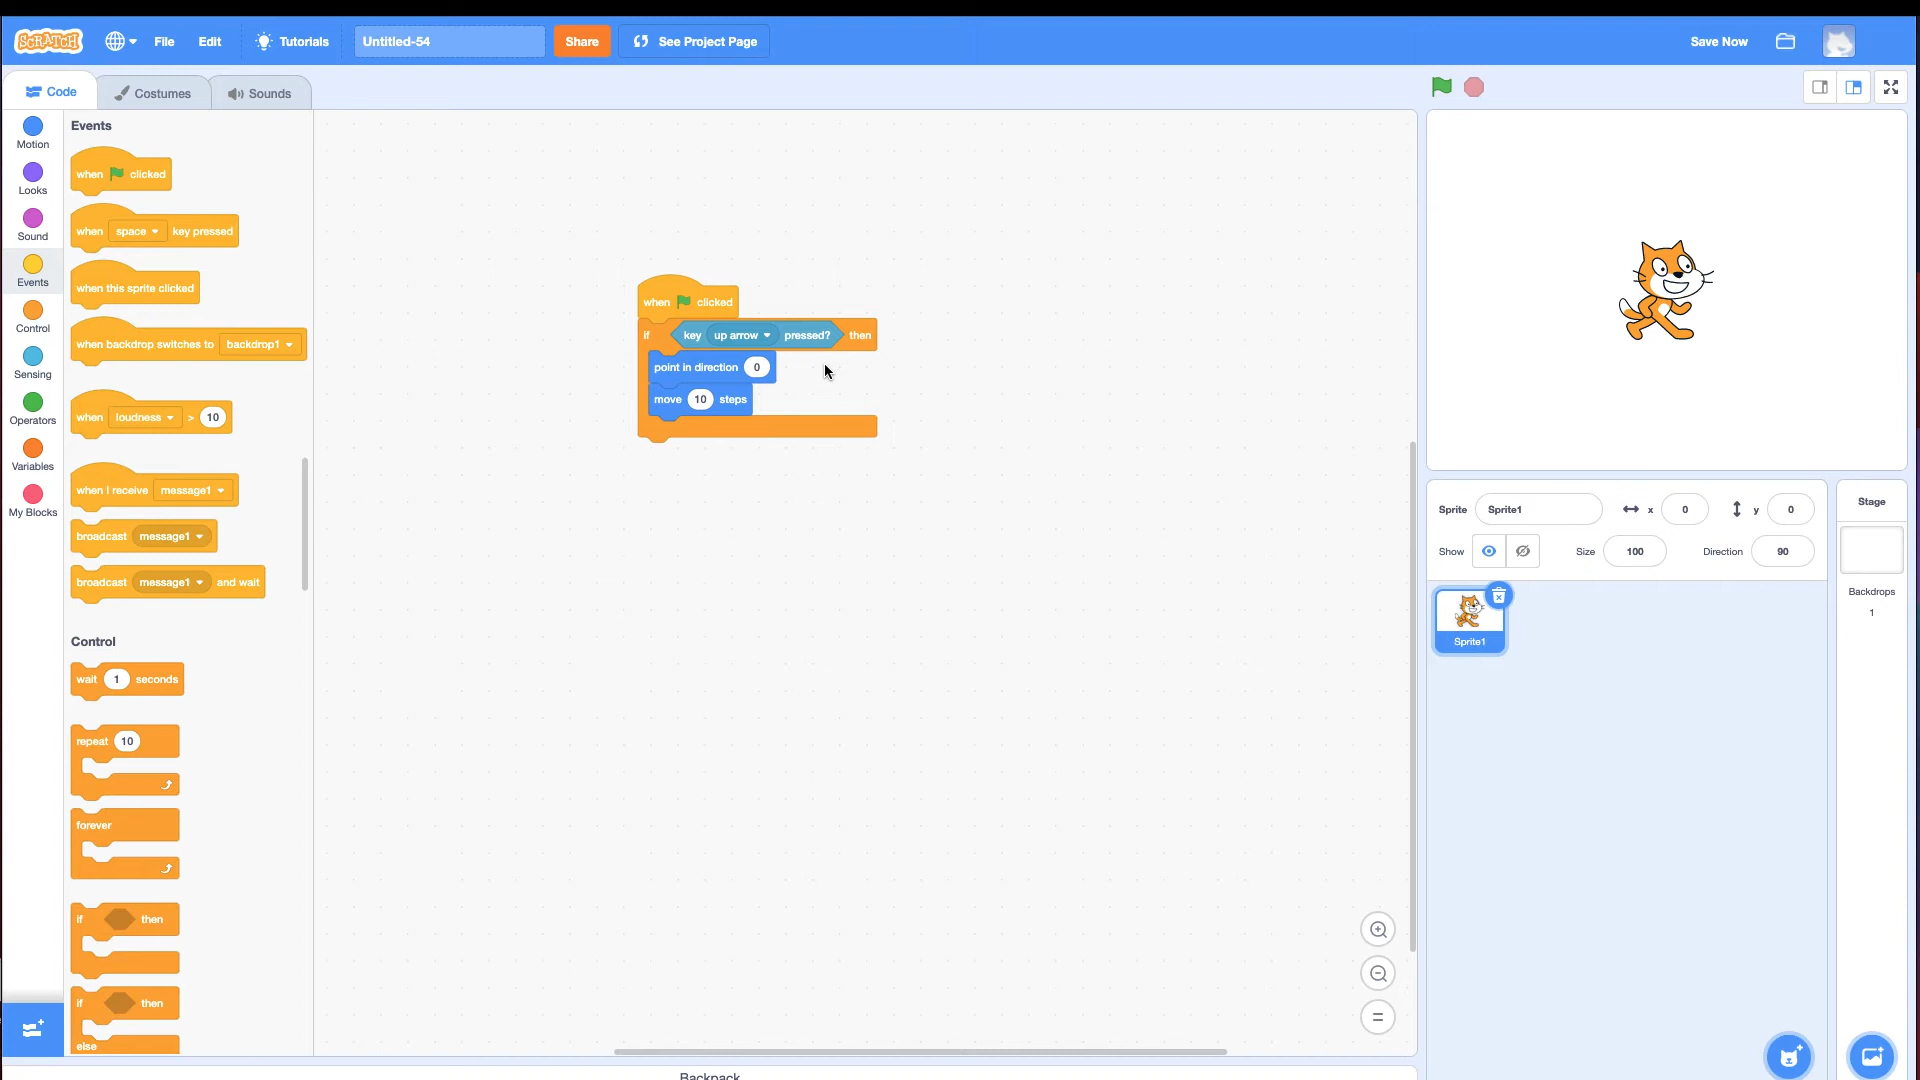 SCRATCH File Edit Tutorials Untitled-54 Share See Project Page Save Now
Code Costumes Sounds
Motion
Looks
Sound
Events
Control
Sensing
Operators
Variables
My Blocks
Events
when clicked
when space key pressed
when this sprite clicked
when backdrop switches to backdrop1
when loudness > 10
when I receive message1
broadcast message1
broadcast message1 and wait
Control
wait 1 seconds
repeat 10
forever
if then
if then
else
when clicked
if key up arrow pressed? then
point in direction 0
move 10 steps
Backpack
Sprite Sprite1 x 0 y 0
Show Size 100 Direction 90
Sprite1
Stage
Backdrops
1